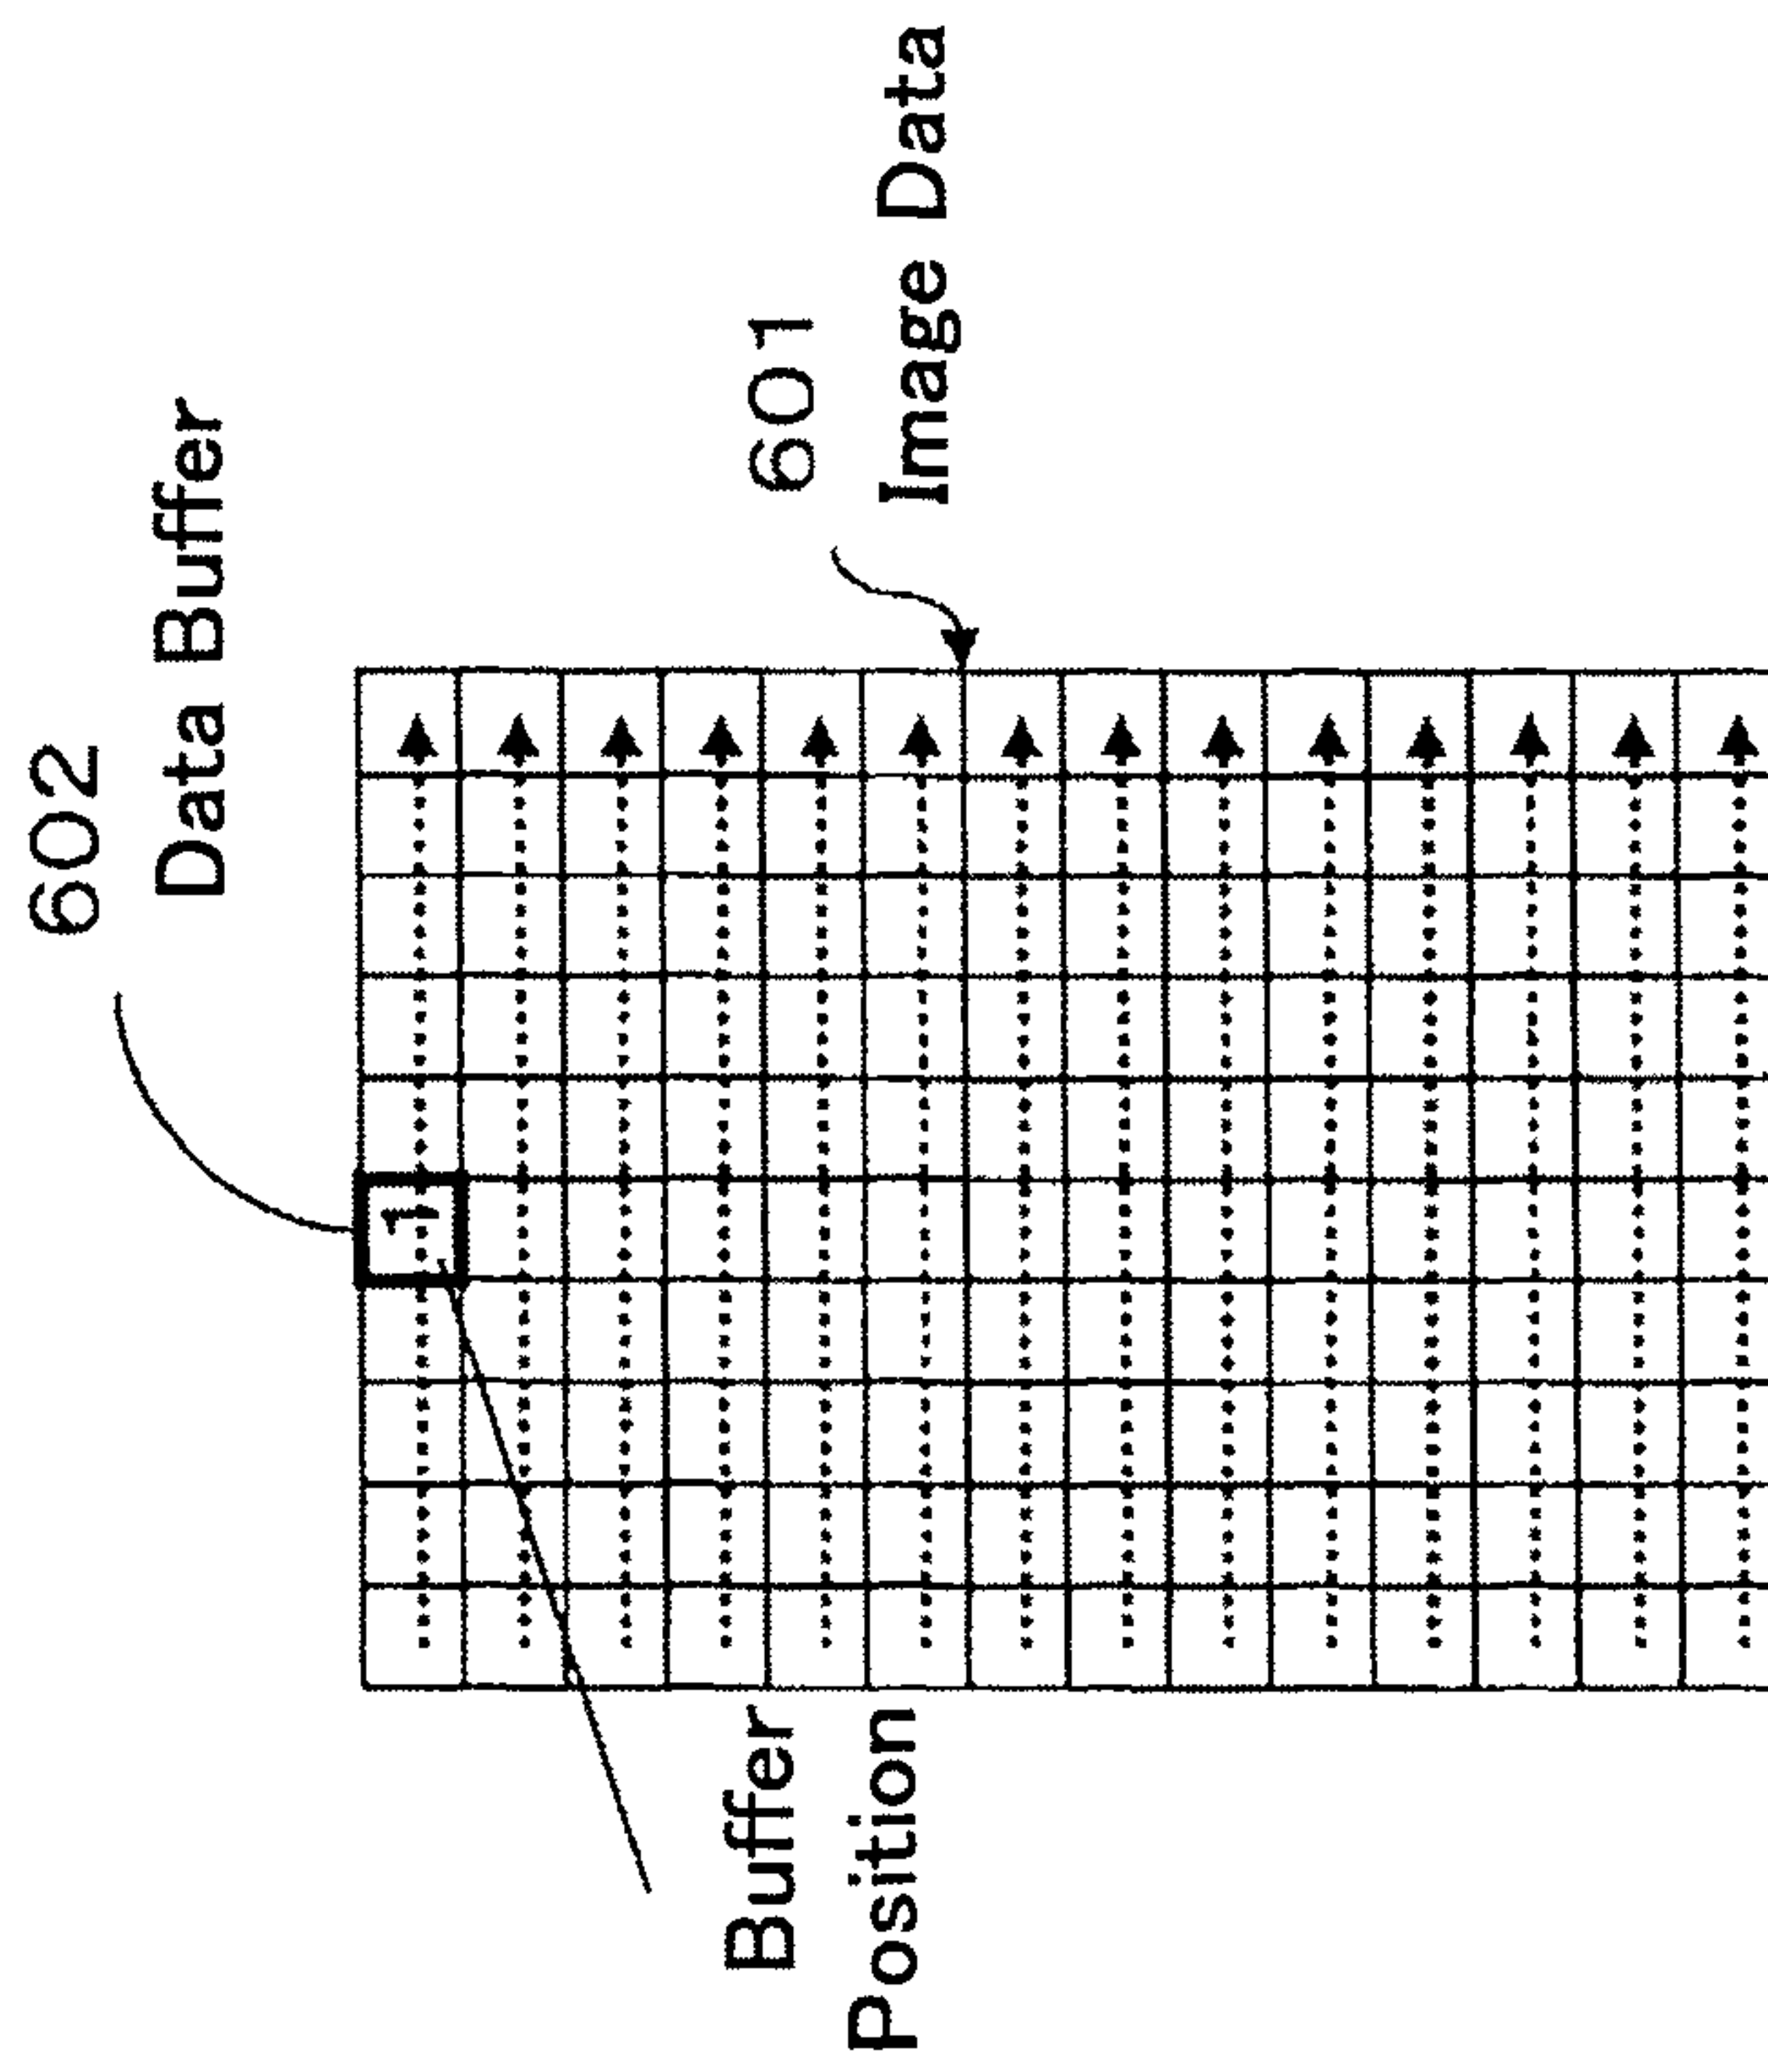 602
Data Buffer
601
Image Data
1
Buffer
Position